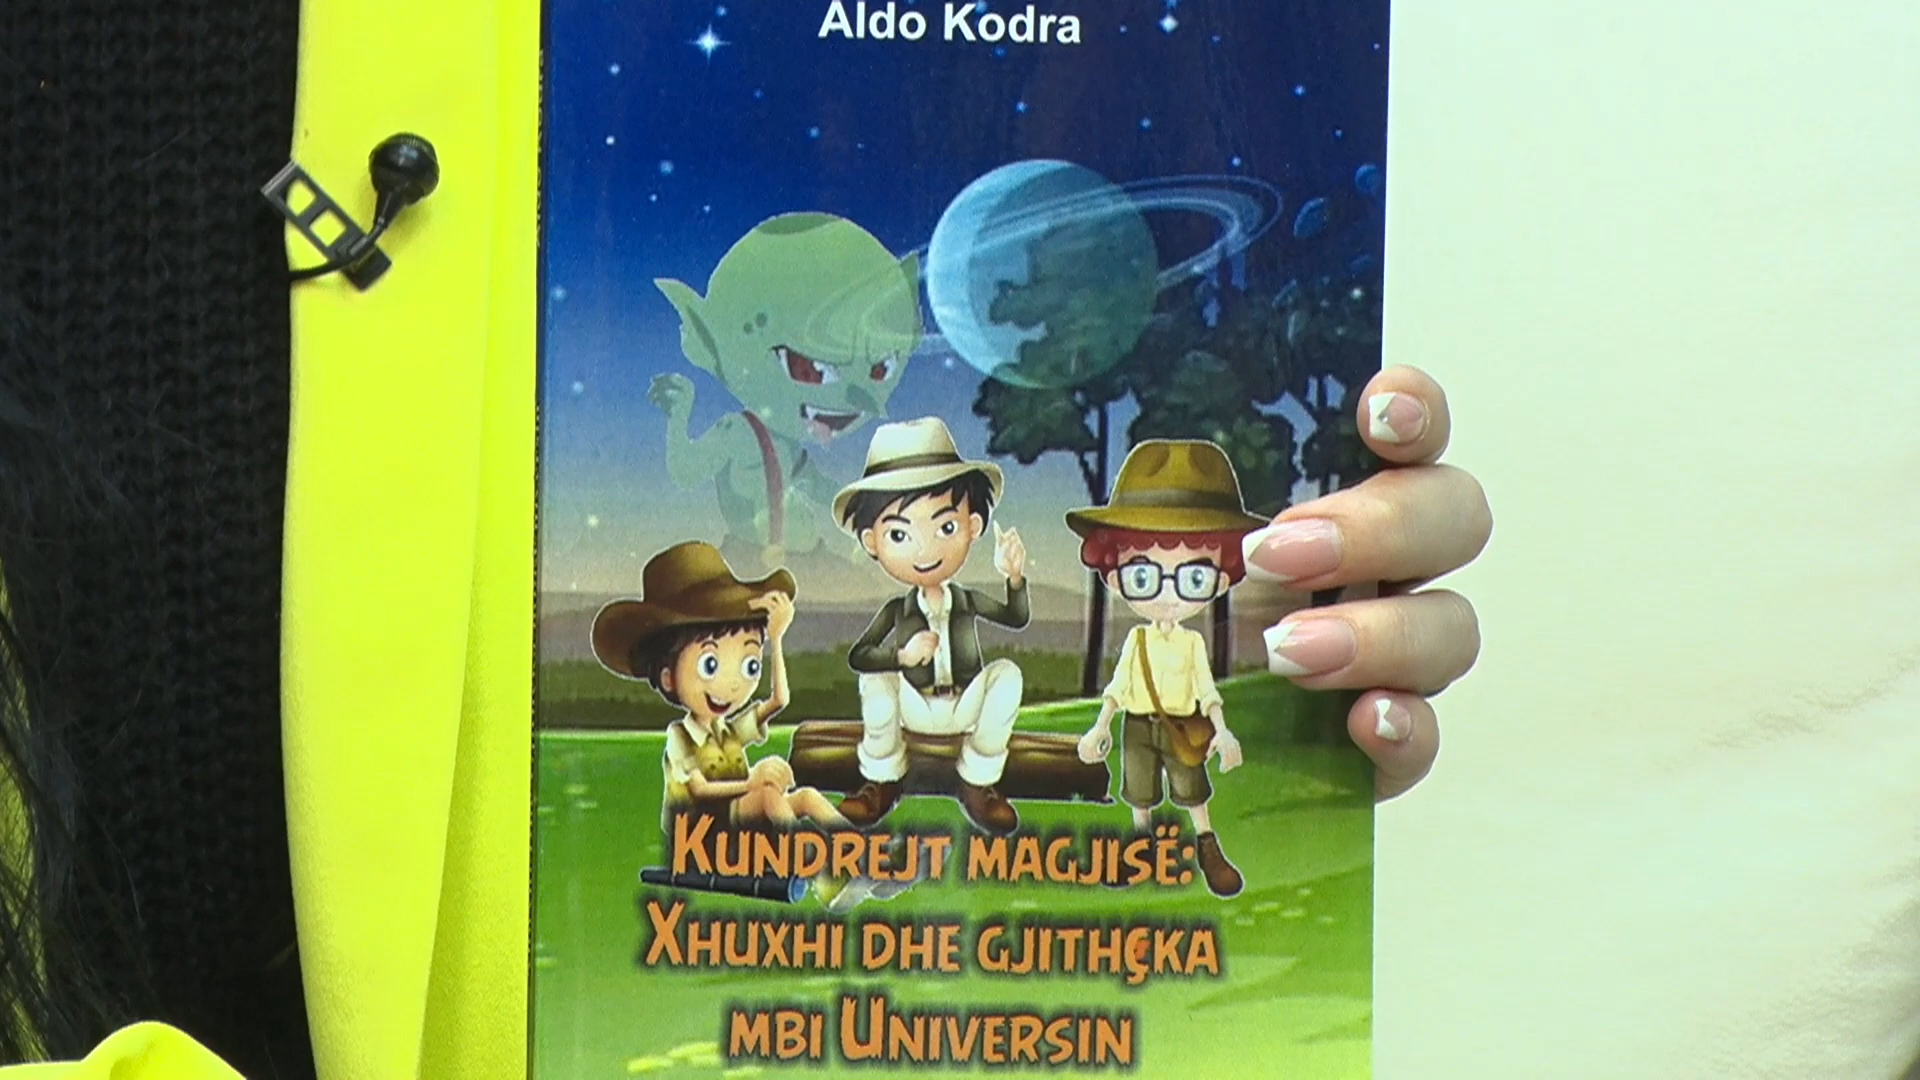 Aldo Kodra
KUNDREJT MAGJISË:
XHUXHI DHE GJITHÇKA
MBI UNIVERSIN